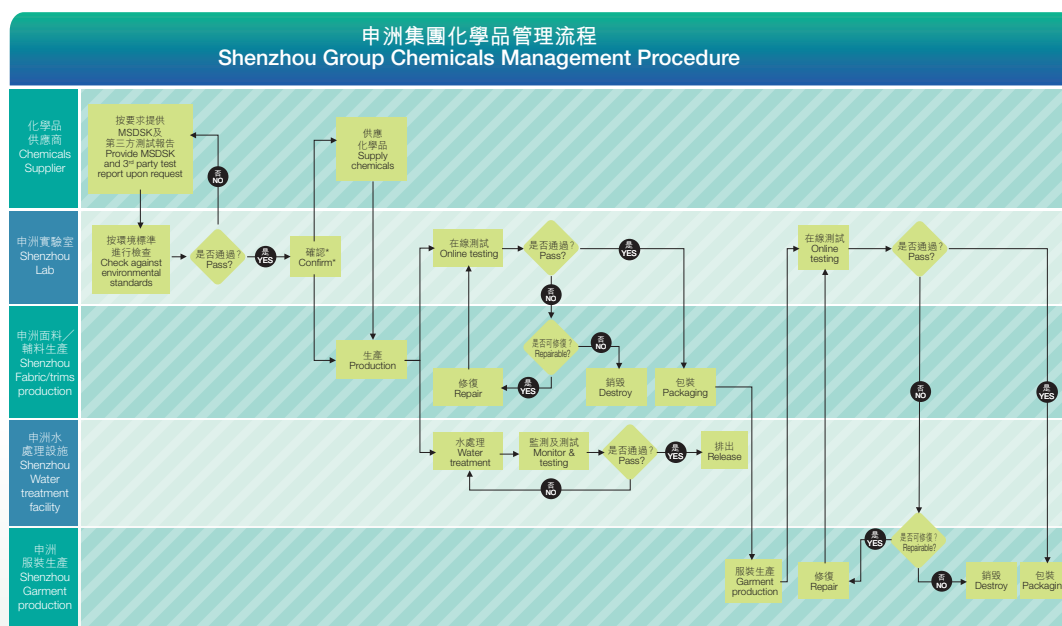 申洲集團化學品管理流程
Shenzhou Group Chemicals Management Procedure
化學品
供應商
Chemicals
Supplier
按要求提供
MSDSK及
第三方測試報告
Provide MSDSK
and 3rd party test
report upon request
否
NO
供應
化學品
Supply
chemicals
申洲實驗室
Shenzhou
Lab
按環境標準
進行檢查
Check against
environmental
standards
是否通過?
Pass?
是
YES
確認*
Confirm*
在線測試
Online testing
是否通過?
Pass?
是
YES
否
NO
在線測試
Online
testing
是否通過?
Pass?
申洲面料/
輔料生產
Shenzhou
Fabric/trims
production
生產
Production
是否可修復?
Repairable?
否
NO
修復
Repair
是
YES
銷毀
Destroy
包裝
Packaging
否
NO
是
YES
申洲水
處理設施
Shenzhou
Water
treatment
facility
水處理
Water
treatment
監測及測試
Monitor &
testing
是否通過?
Pass?
是
YES
排出
Release
否
NO
申洲
服裝生產
Shenzhou
Garment
production
服裝生產
Garment
production
修復
Repair
是
YES
是否可修復?
Repairable?
否
NO
銷毀
Destroy
包裝
Packaging